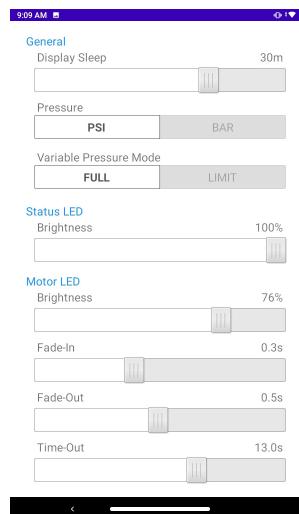 9:09 AM
General
Display Sleep 30m
Pressure
PSI BAR
Variable Pressure Mode
FULL LIMIT
Status LED
Brightness 100%
Motor LED
Brightness 76%
Fade-In 0.3s
Fade-Out 0.5s
Time-Out 13.0s